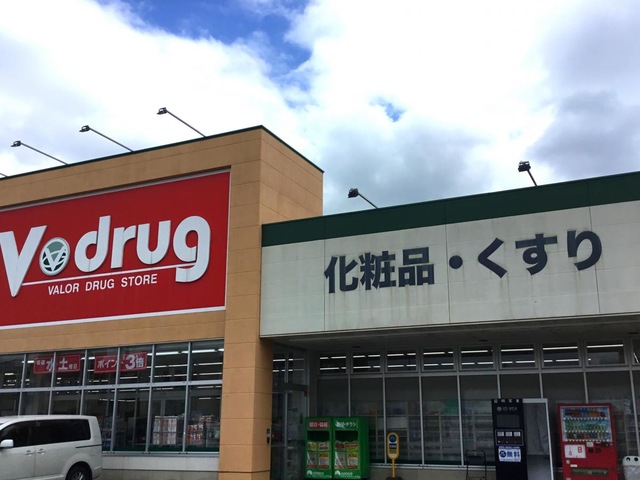 V・drug
VALOR DRUG STORE
化粧品・くすり
水 土
ポイント3倍
無料